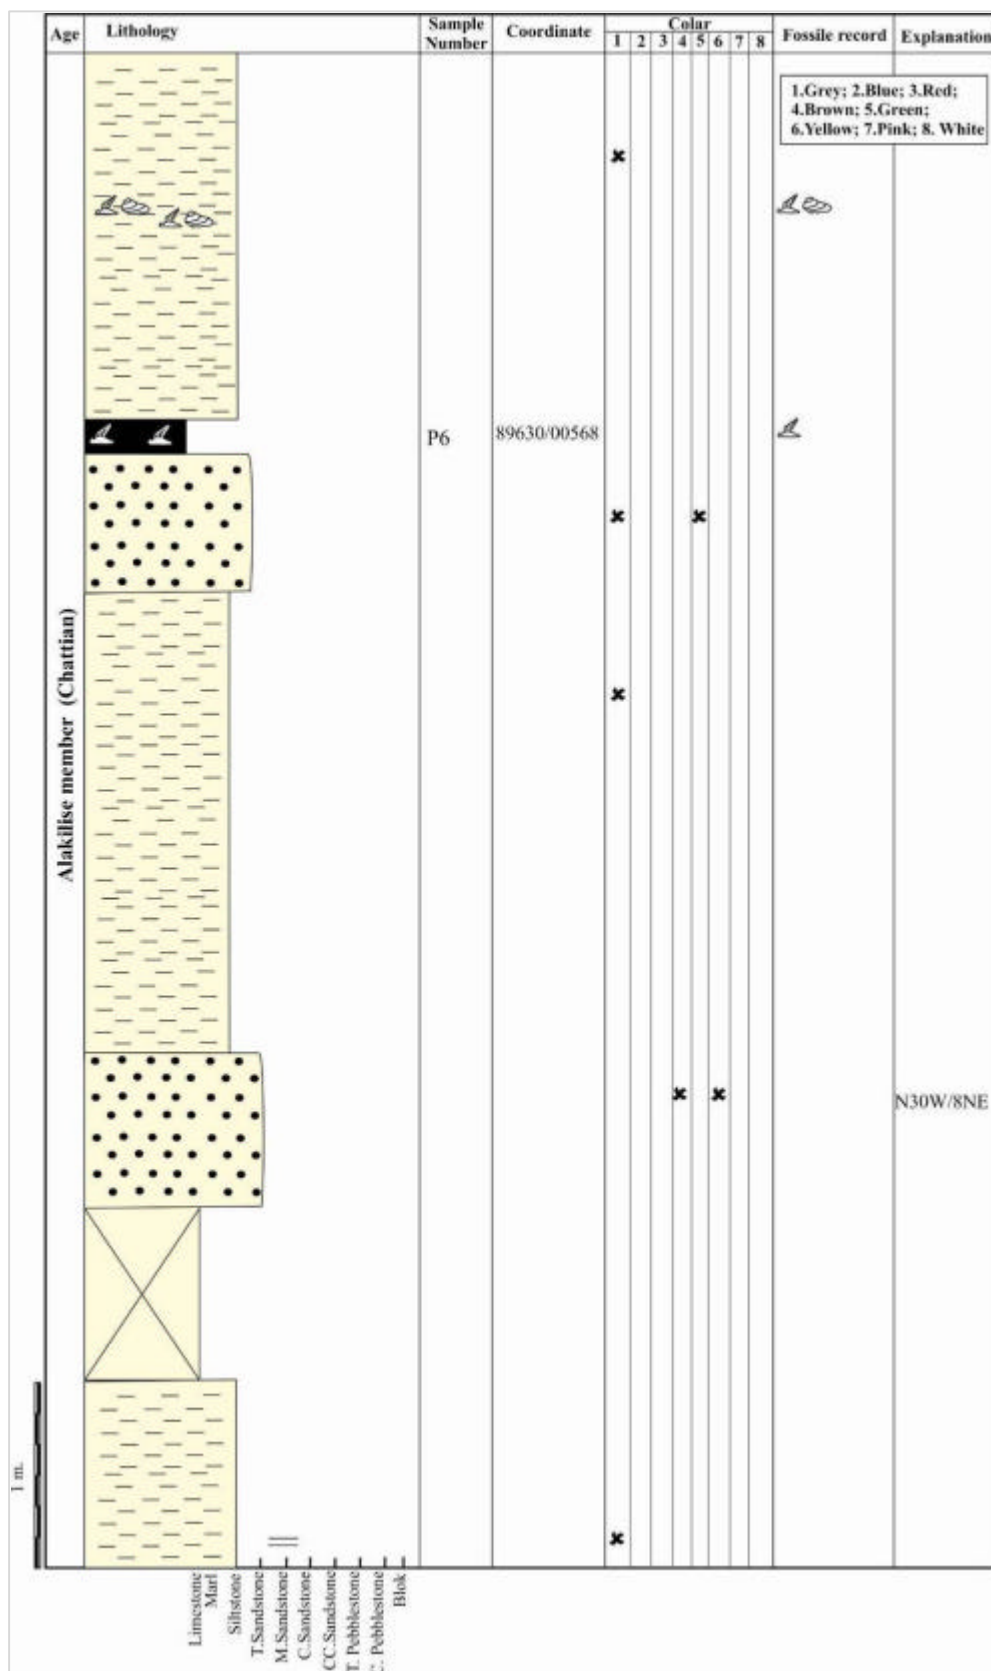 Age
Lithology
Sample
Number
Coordinate
Colar
1 2 3 4 5 6 7 8
Fossile record
Explanation
1.Grey; 2.Blue; 3.Red;
4.Brown; 5.Green;
6.Yellow; 7.Pink; 8. White
P6
89630/00568
Alakilise member (Chattian)
N30W/8NE
1 m.
Limestone
Marl
Siltstone
T.Sandstone
M.Sandstone
C.Sandstone
CC.Sandstone
T. Pebblestone
Pebblestone
Blok